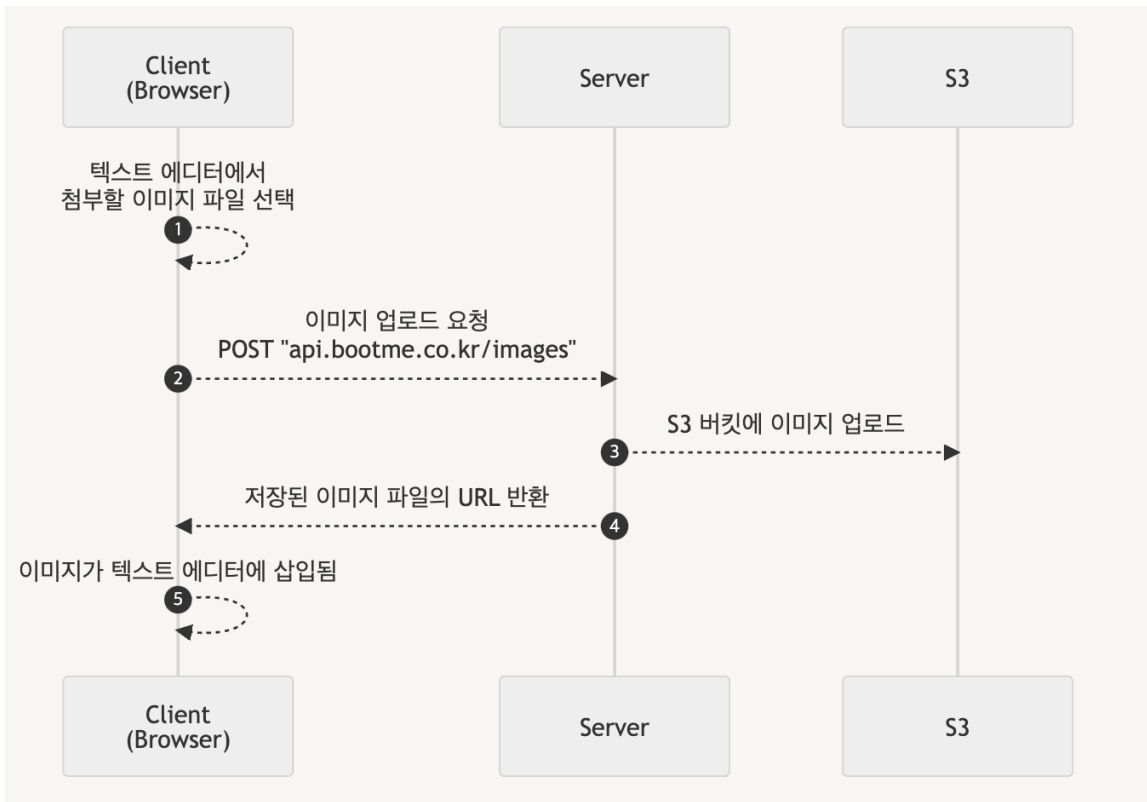 Client
(Browser)
Server
S3
텍스트 에디터에서
첨부할 이미지 파일 선택
1
이미지 업로드 요청
POST "api.bootme.co.kr/images"
2
S3 버킷에 이미지 업로드
3
저장된 이미지 파일의 URL 반환
4
이미지가 텍스트 에디터에 삽입됨
5
Client
(Browser)
Server
S3